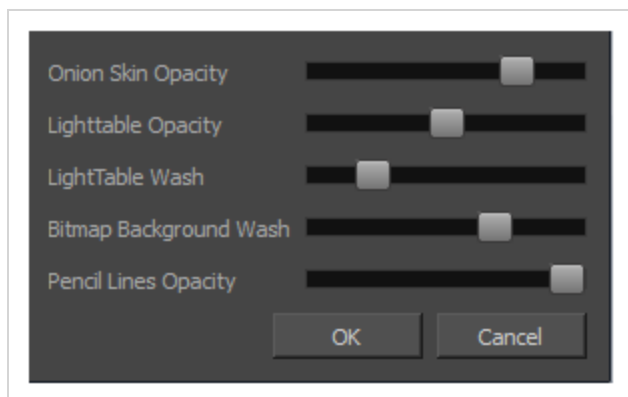 Onion Skin Opacity
Lighttable Opacity
LightTable Wash
Bitmap Background Wash
Pencil Lines Opacity
OK Cancel